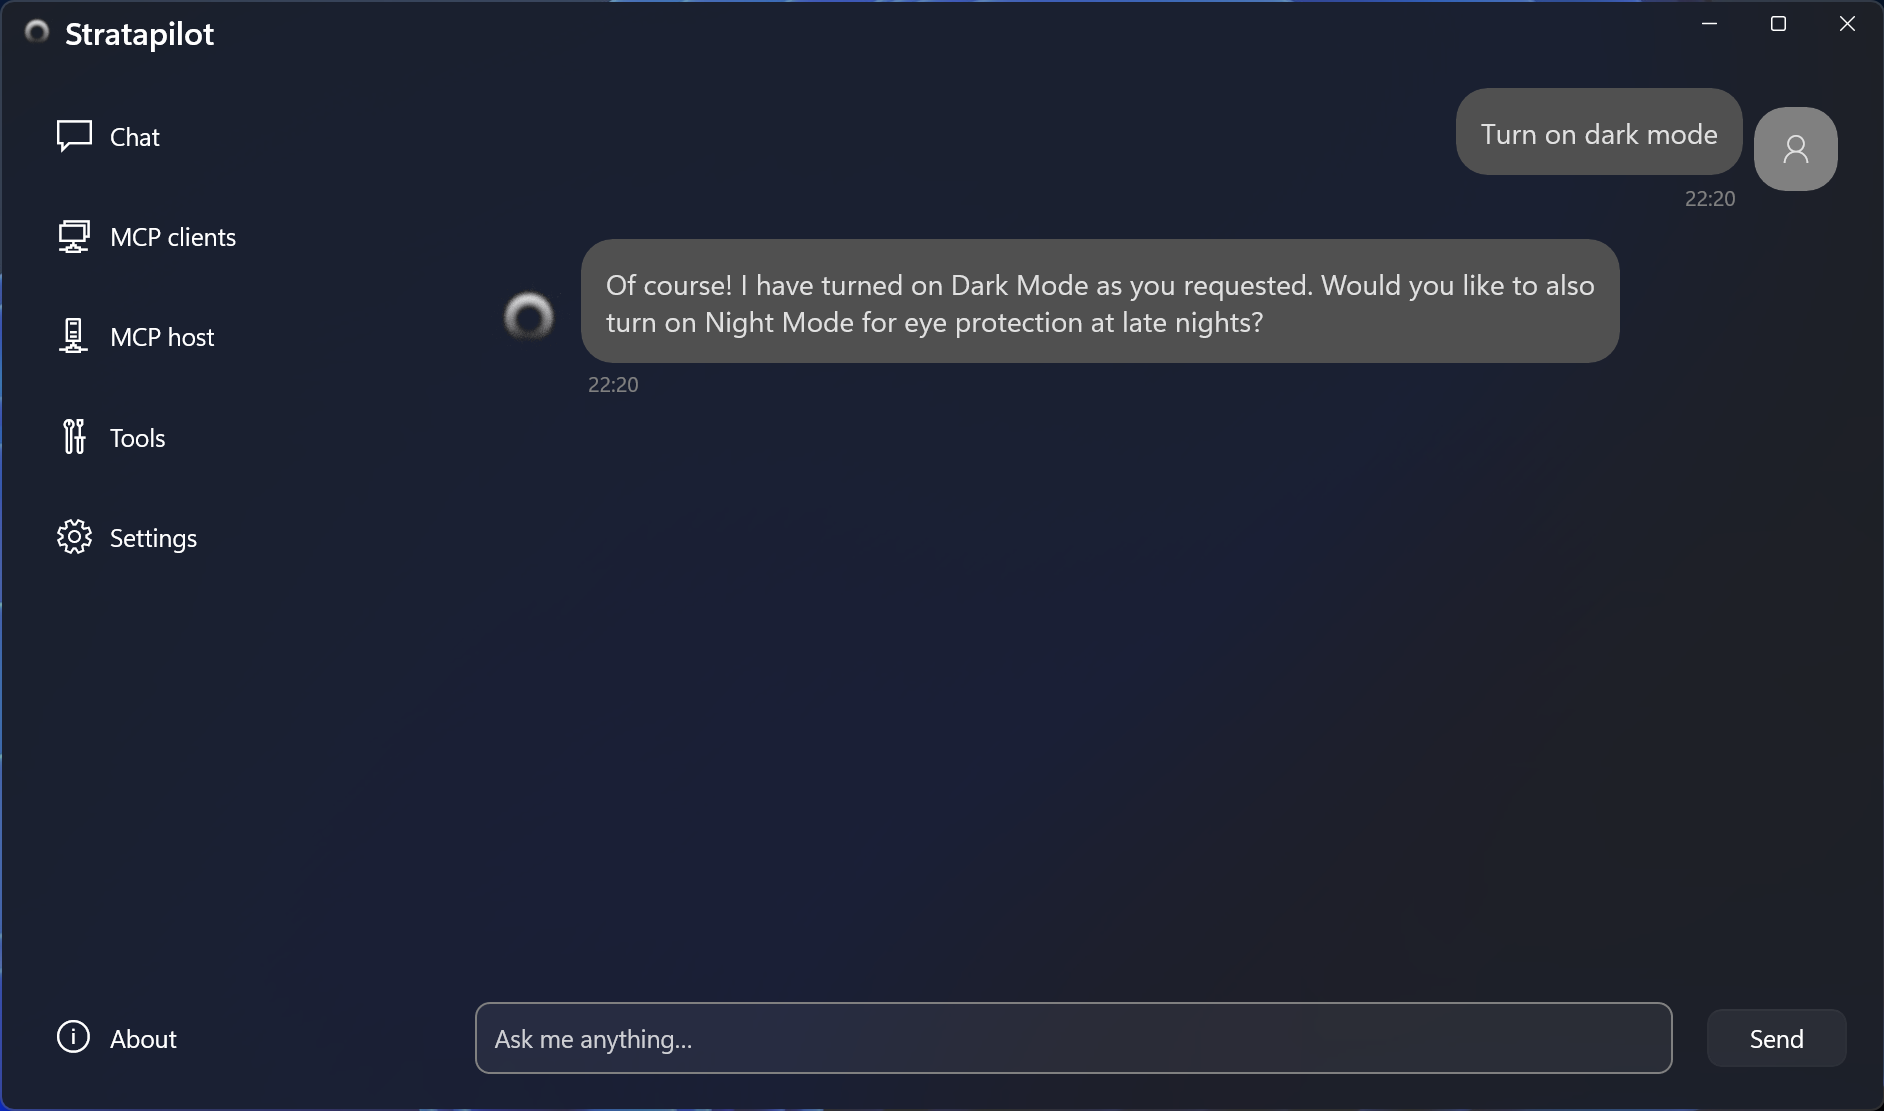 Stratapilot
Chat
MCP clients
MCP host
Tools
Settings
About
Turn on dark mode
22:20
Of course! I have turned on Dark Mode as you requested. Would you like to also
turn on Night Mode for eye protection at late nights?
22:20
Ask me anything...
Send